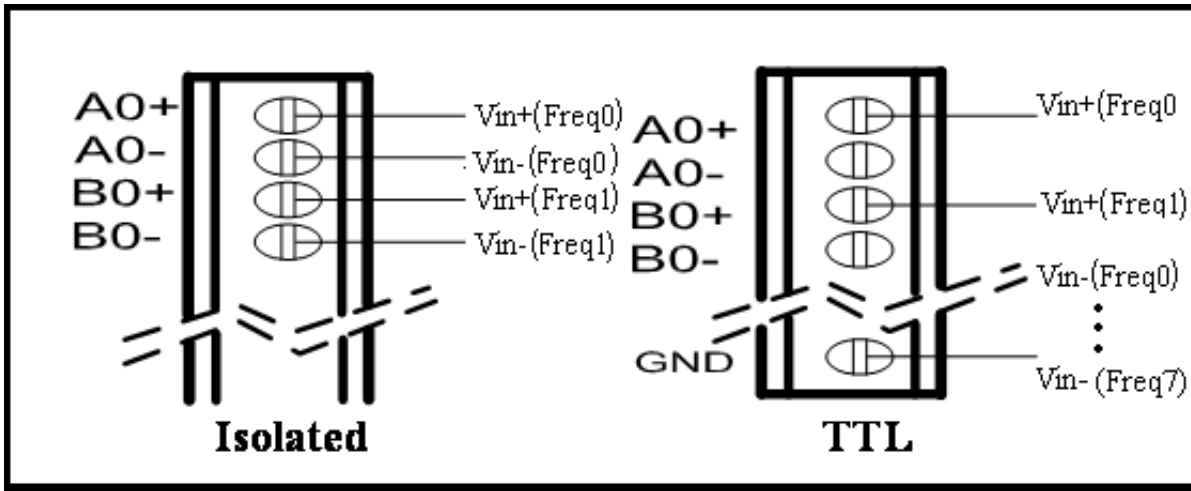 A0+
A0-
B0+
B0-
Vin+(Freq0)
Vin-(Freq0)
Vin+(Freq1)
Vin-(Freq1)
Isolated
A0+
A0-
B0+
B0-
GND
Vin+(Freq0
Vin+(Freq1)
Vin-(Freq0)
Vin- (Freq7)
TTL